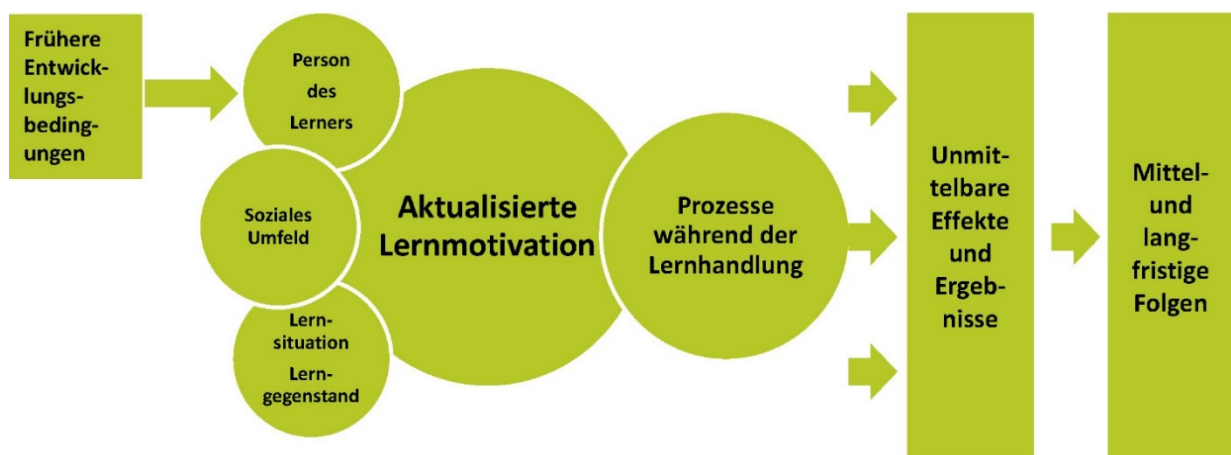 Frühere
Entwick-
lungs-
beding-
ungen
Person
des
Lerners
Soziales
Umfeld
Lern-
situation
Lern-
gegenstand
Aktualisierte
Lernmotivation
Prozesse
während der
Lernhandlung
Unmit-
telbare
Effekte
und
Ergeb-
nisse
Mittel-
und
lang-
fristige
Folgen